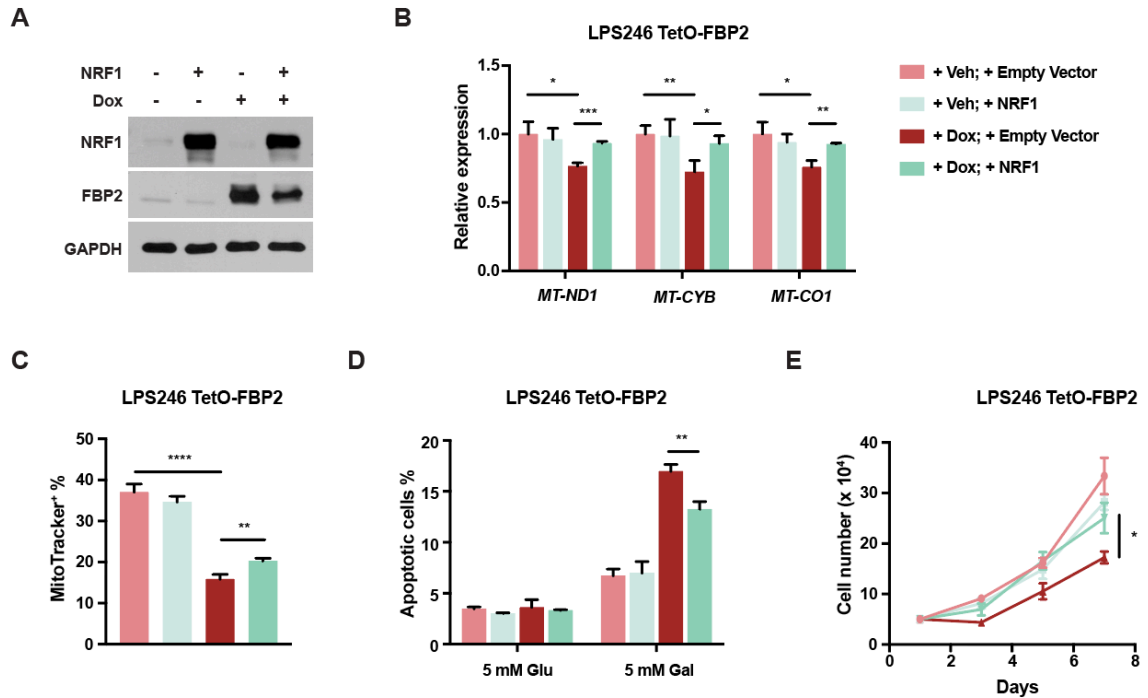 A
NRF1 - + - +
Dox - - + +
NRF1
FBP2
GAPDH
B
LPS246 TetO-FBP2
Relative expression
1.5
1.0
0.5
0.0
* ** *
*** * **
MT-ND1 MT-CYB MT-CO1
+ Veh; + Empty Vector
+ Veh; + NRF1
+ Dox; + Empty Vector
+ Dox; + NRF1
C
LPS246 TetO-FBP2
MitoTracker+ %
50
40
30
20
10
0
****
**
D
LPS246 TetO-FBP2
Apoptotic cells %
20
15
10
5
0
**
5 mM Glu 5 mM Gal
E
LPS246 TetO-FBP2
Cell number (x 10⁴)
40
30
20
10
0
*
0 2 4 6 8
Days